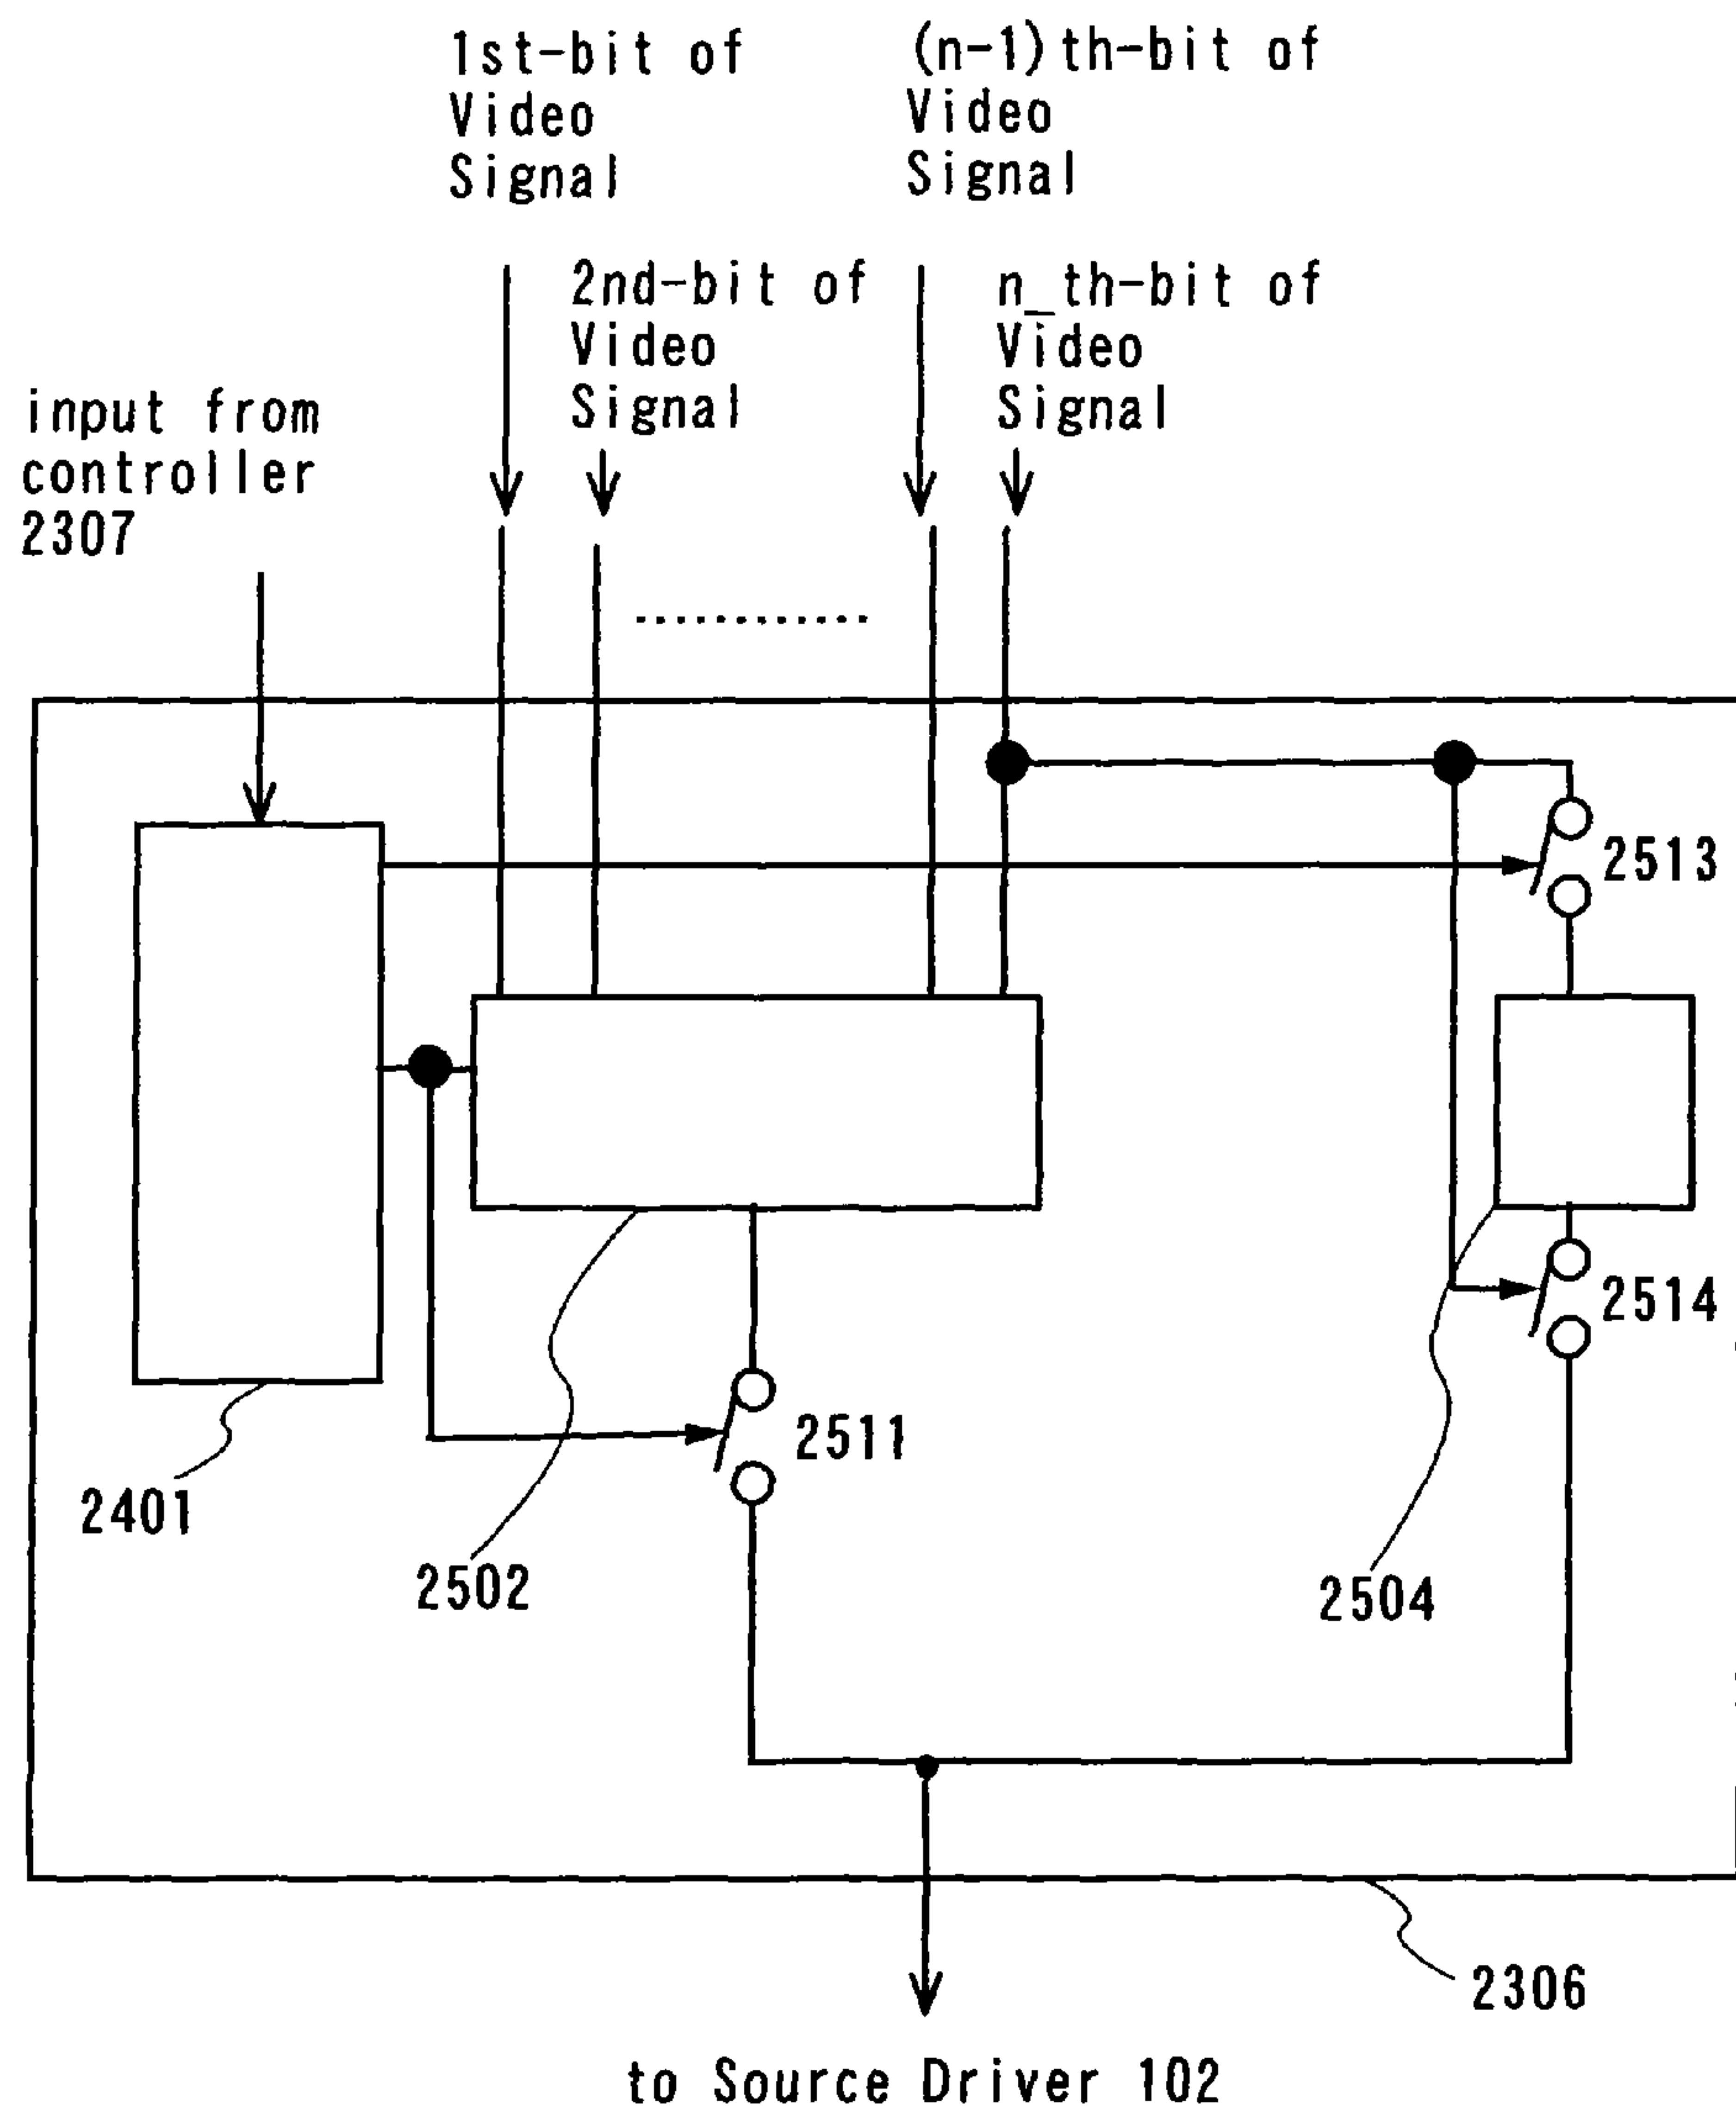 1st-bit of
Video
Signal
(n-1)th-bit of
Video
Signal
2nd-bit of
Video
Signal
n_th-bit of
Video
Signal
input from
controller
2307
2513
2514
2511
2401
2502
2504
2306
to Source Driver 102